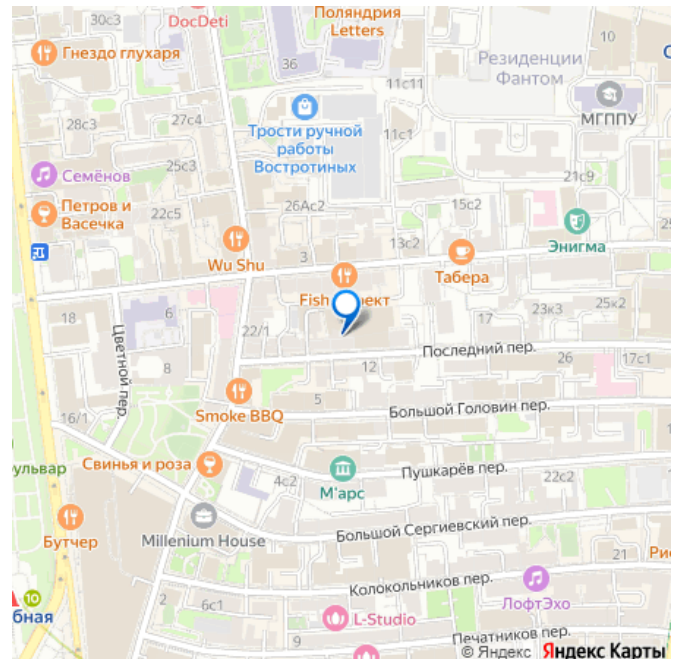 30с3
DocDeti
Поляндрия
Letters
10
С
Гнездо глухаря
36
Резиденции
Фантом
11с11
МГППУ
28с3
27с4
Трости ручной
работы
Востротиных
11с1
Семёнов
25с3
21с9
Петров и
Васечка
22с5
26Ас2
15с2
Wu Shu
3
13с2
Табера
Энигма
25
Fish
ект
18
6
22/1
17
23к3
25к2
Цветной пер.
Последний пер.
8
12
26
17с1
5
Smoke BBQ
Большой Головин пер.
16/1
ульвар
Свинья и роза
4с2
М'арс
Пушкарёв пер.
22с2
Бутчер
Millenium House
Большой Сергиевский пер.
21
Рис
Колокольников пер.
10
бная
2
6с1
ЛофтЭхо
L-Studio
9
Печатников пер.
© Яндекс Яндекс Карты